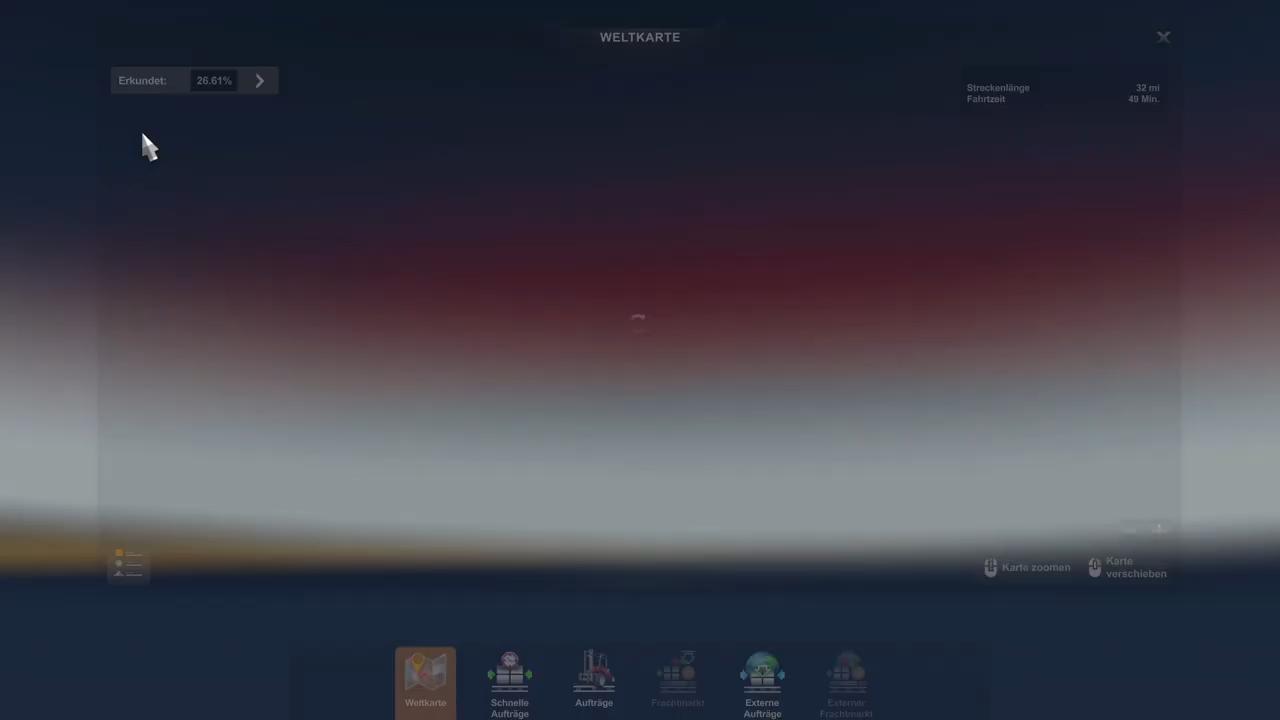 WELTKARTE
Erkundet: 26.61%
Streckenlänge 32 mi
Fahrtzeit 49 Min.
Karte zoomen
Karte
verschieben
Weltkarte
Schnelle
Aufträge
Aufträge
Frachtmarkt
Externe
Aufträge
Externer
Frachtmarkt